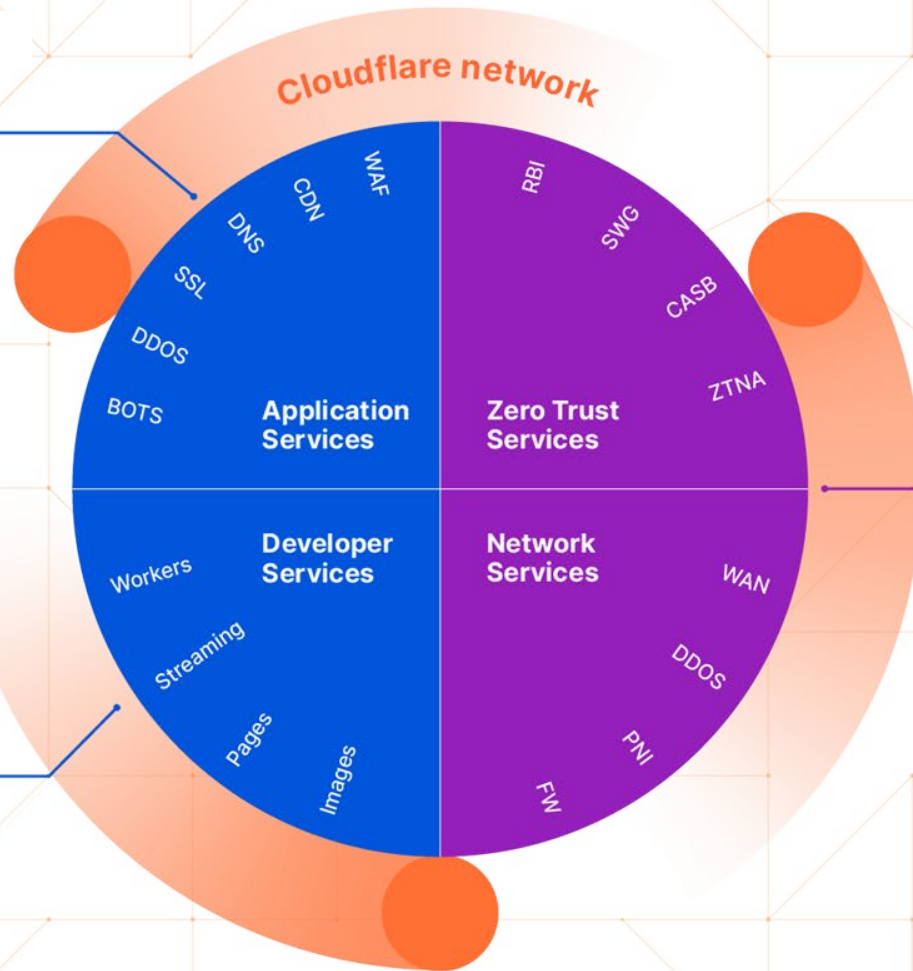 Cloudflare network
WAF
CDN
DNS
SSL
DDOS
BOTS
Application
Services
RBI
SWG
CASB
ZTNA
Zero Trust
Services
Developer
Services
Workers
Streaming
Pages
Images
Network
Services
WAN
DDOS
PNI
FW